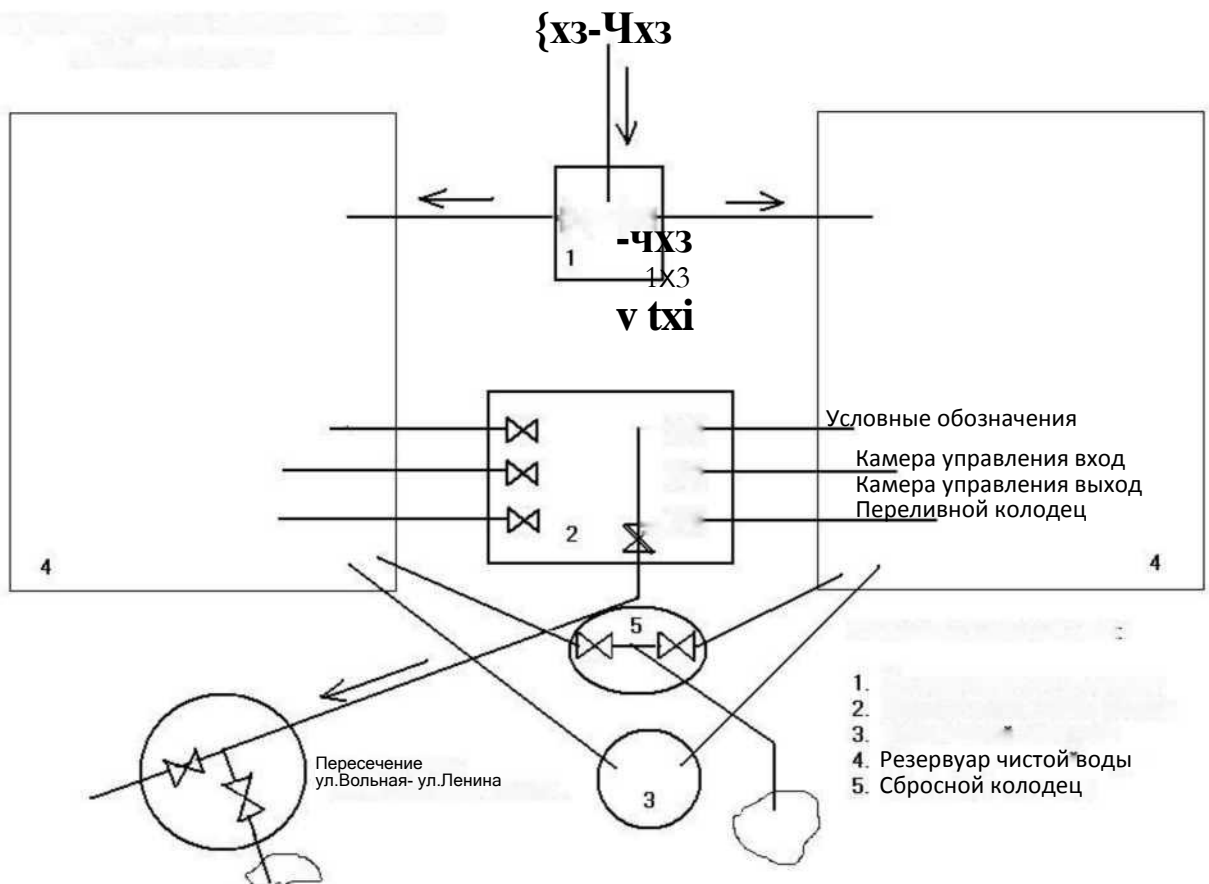 {хз-Чхз
-чхз
1
1X3
v txi
Условные обозначения
Камера управления вход
Камера управления выход
Переливной колодец
2
4
4
5
1.
2.
3.
4. Резервуар чистой воды
5. Сбросной колодец
Пересечение
ул.Вольная- ул.Ленина
3